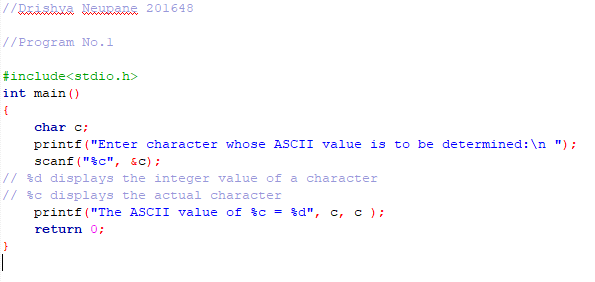 //Drishya Neupane 201648
//Program No.1
#include<stdio.h>
int main()
{
    char c;
    printf("Enter character whose ASCII value is to be determined:\n ");
    scanf("%c", &c);
// %d displays the integer value of a character
// %c displays the actual character
    printf("The ASCII value of %c = %d", c, c );
    return 0;
}